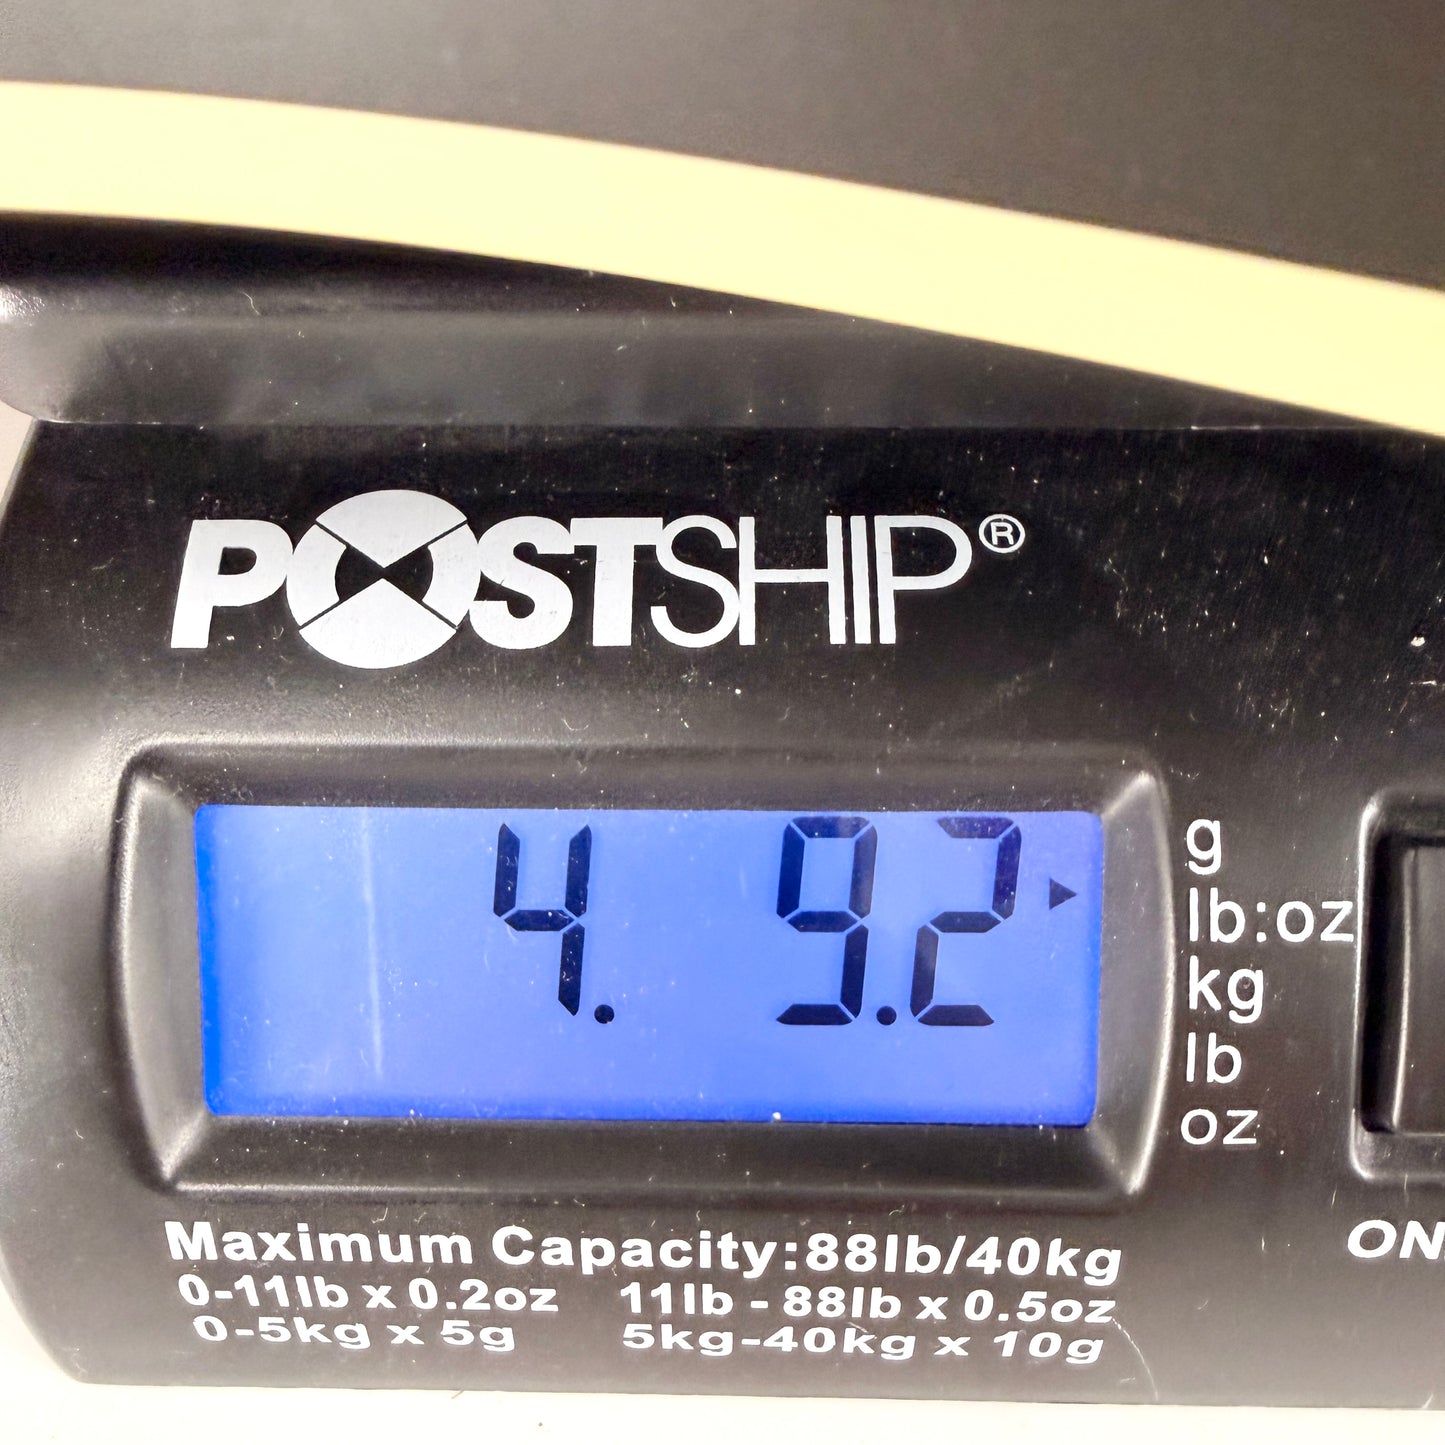 POSTSHIP®
4. 9.2
g
lb:oz
kg
lb
oz
ON
Maximum Capacity:88lb/40kg
0-11lb x 0.2oz 11lb - 88lb x 0.5oz
0-5kg x 5g 5kg-40kg x 10g